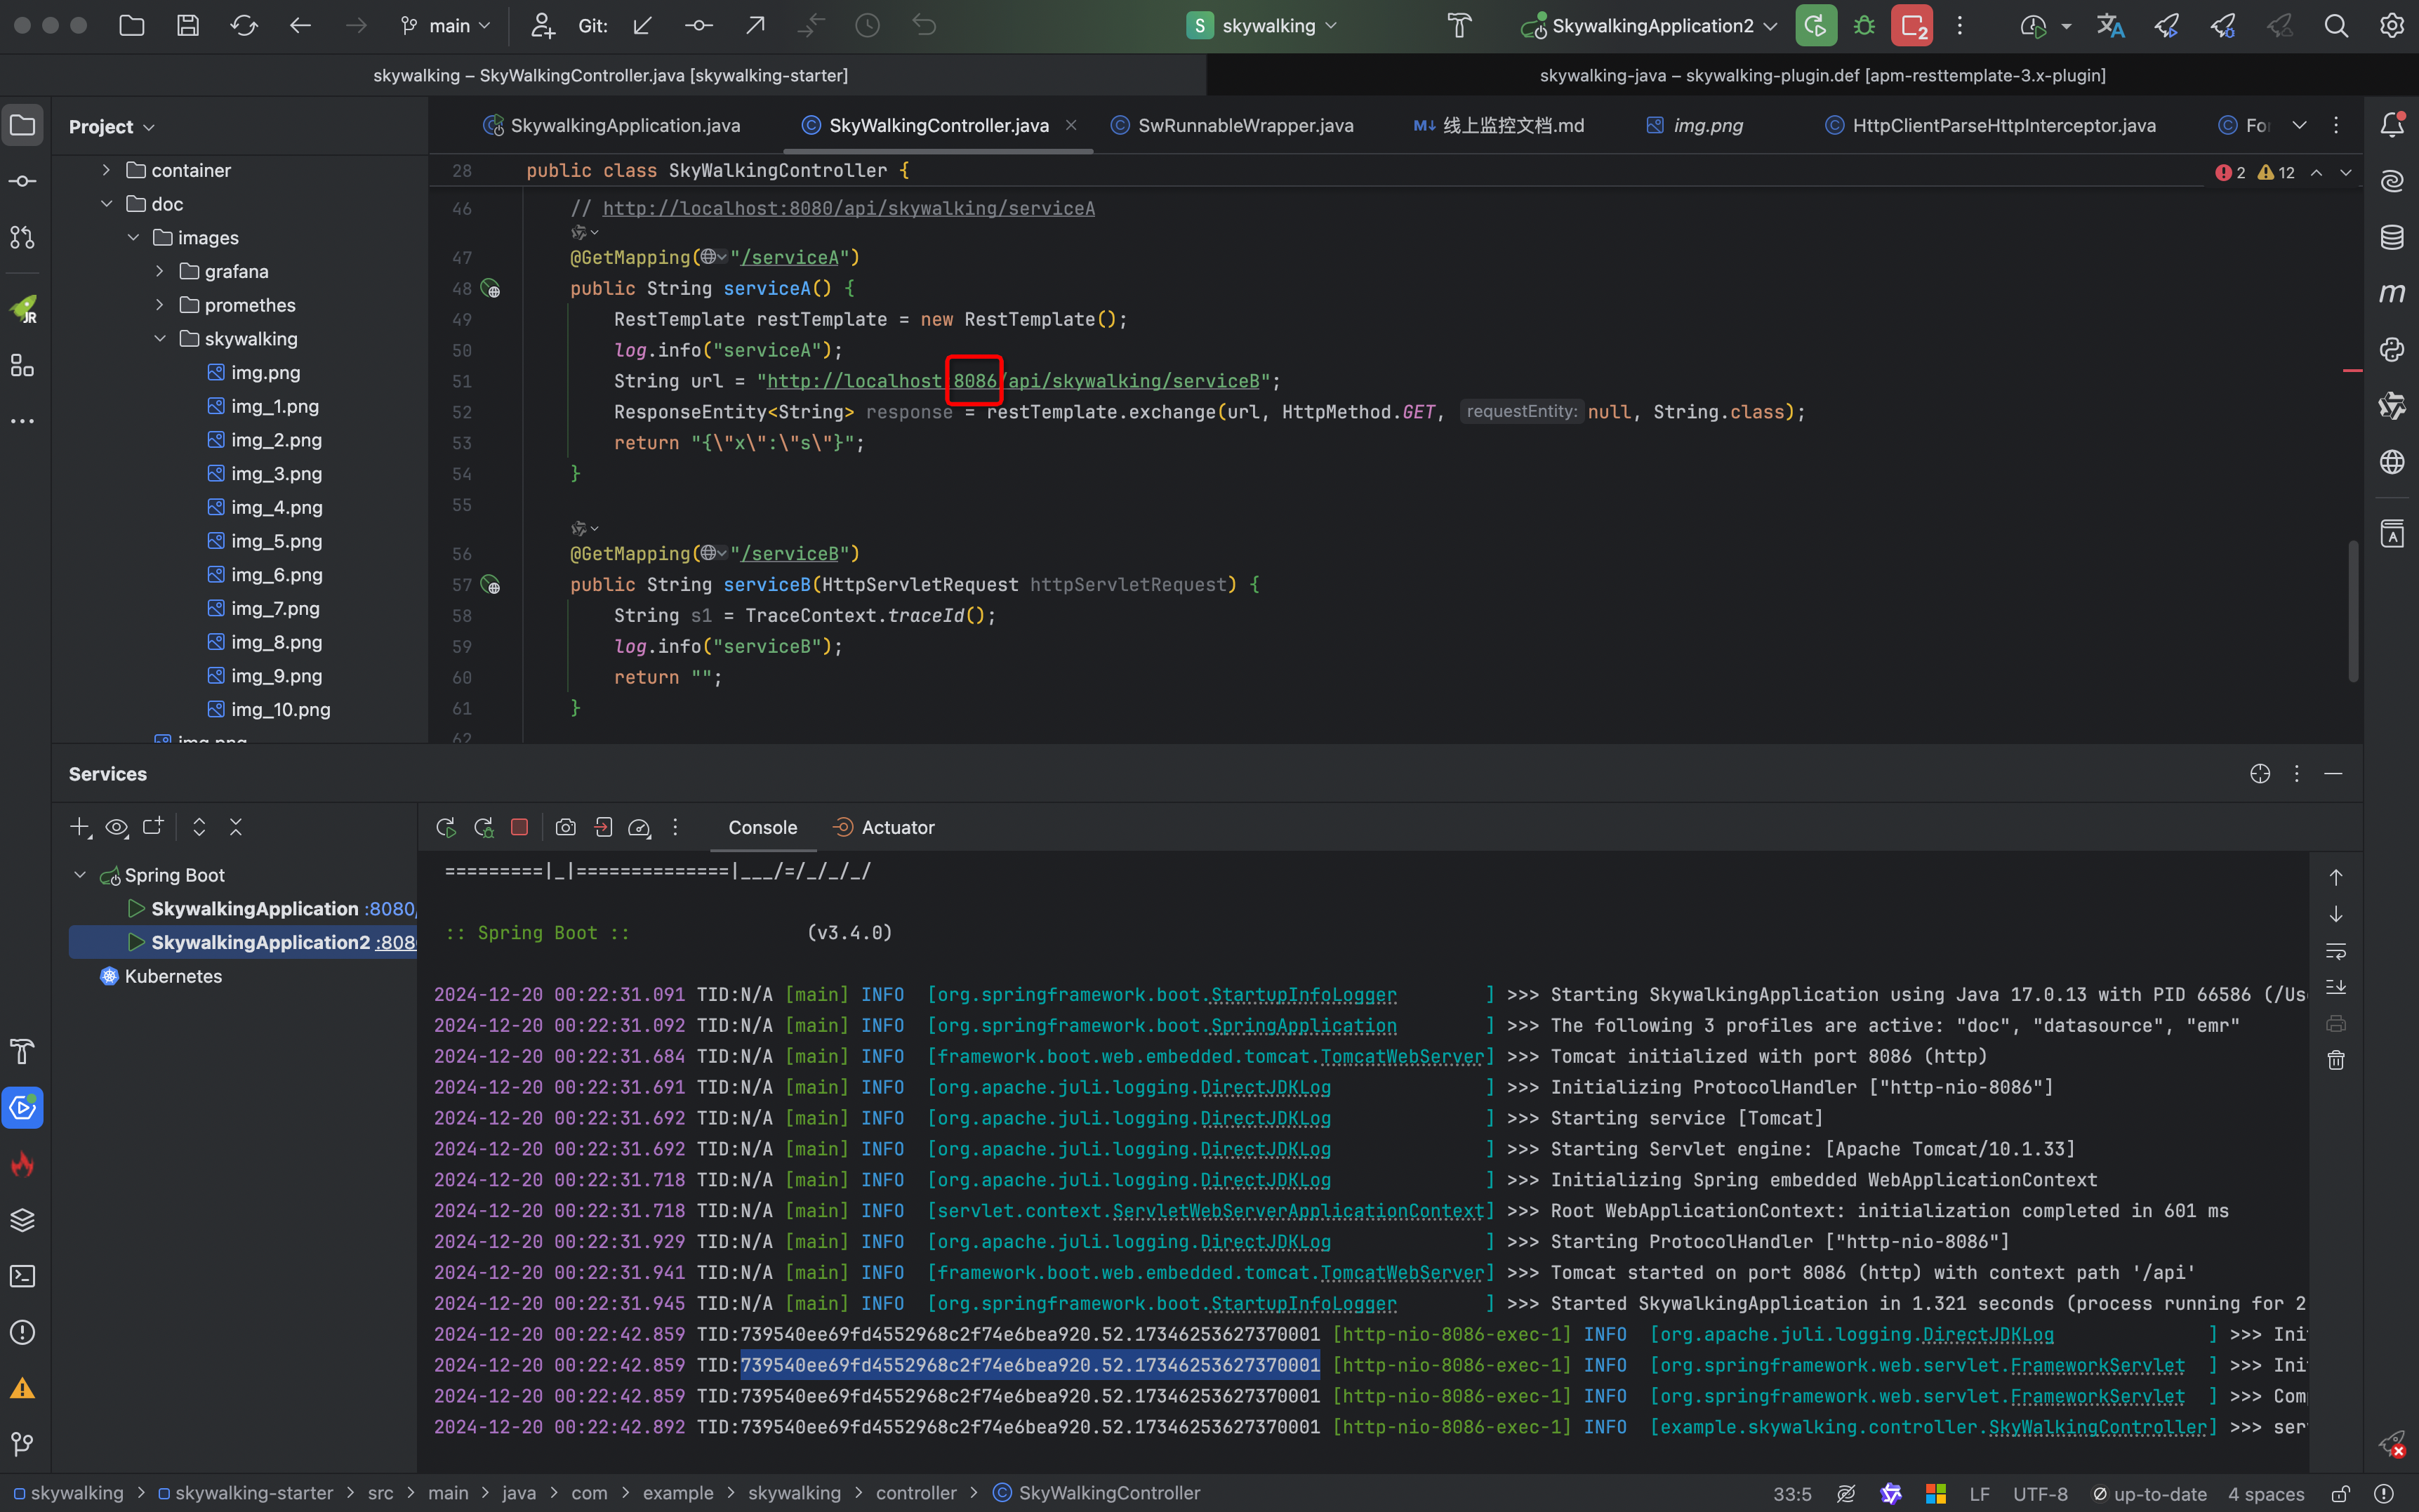 main
Git:
S skywalking
SkywalkingApplication2
2
skywalking – SkyWalkingController.java [skywalking-starter]
skywalking-java – skywalking-plugin.def [apm-resttemplate-3.x-plugin]
Project
SkywalkingApplication.java
SkyWalkingController.java
SwRunnableWrapper.java
M↓ 线上监控文档.md
img.png
HttpClientParseHttpInterceptor.java
container
doc
images
grafana
promethes
skywalking
img.png
img_1.png
img_2.png
img_3.png
img_4.png
img_5.png
img_6.png
img_7.png
img_8.png
img_9.png
img_10.png
img.png
28 public class SkyWalkingController {
2 12
46 // http://localhost:8080/api/skywalking/serviceA
47 @GetMapping("/serviceA")
48 public String serviceA() {
49 RestTemplate restTemplate = new RestTemplate();
50 log.info("serviceA");
51 String url = "http://localhost:8086/api/skywalking/serviceB";
52 ResponseEntity<String> response = restTemplate.exchange(url, HttpMethod.GET, requestEntity: null, String.class);
53 return "{\"x\":\"s\"}";
54 }
55
56 @GetMapping("/serviceB")
57 public String serviceB(HttpServletRequest httpServletRequest) {
58 String s1 = TraceContext.traceId();
59 log.info("serviceB");
60 return "";
61 }
62
Services
Console
Actuator
Spring Boot
SkywalkingApplication :8080/
SkywalkingApplication2 :808
Kubernetes
=========|_|==============|___/=/_/_/_/
:: Spring Boot :: (v3.4.0)
2024-12-20 00:22:31.091 TID:N/A [main] INFO [org.springframework.boot.StartupInfoLogger ] >>> Starting SkywalkingApplication using Java 17.0.13 with PID 66586 (/Us
2024-12-20 00:22:31.092 TID:N/A [main] INFO [org.springframework.boot.SpringApplication ] >>> The following 3 profiles are active: "doc", "datasource", "emr"
2024-12-20 00:22:31.684 TID:N/A [main] INFO [framework.boot.web.embedded.tomcat.TomcatWebServer] >>> Tomcat initialized with port 8086 (http)
2024-12-20 00:22:31.691 TID:N/A [main] INFO [org.apache.juli.logging.DirectJDKLog ] >>> Initializing ProtocolHandler ["http-nio-8086"]
2024-12-20 00:22:31.692 TID:N/A [main] INFO [org.apache.juli.logging.DirectJDKLog ] >>> Starting service [Tomcat]
2024-12-20 00:22:31.692 TID:N/A [main] INFO [org.apache.juli.logging.DirectJDKLog ] >>> Starting Servlet engine: [Apache Tomcat/10.1.33]
2024-12-20 00:22:31.718 TID:N/A [main] INFO [org.apache.juli.logging.DirectJDKLog ] >>> Initializing Spring embedded WebApplicationContext
2024-12-20 00:22:31.718 TID:N/A [main] INFO [servlet.context.ServletWebServerApplicationContext] >>> Root WebApplicationContext: initialization completed in 601 ms
2024-12-20 00:22:31.929 TID:N/A [main] INFO [org.apache.juli.logging.DirectJDKLog ] >>> Starting ProtocolHandler ["http-nio-8086"]
2024-12-20 00:22:31.941 TID:N/A [main] INFO [framework.boot.web.embedded.tomcat.TomcatWebServer] >>> Tomcat started on port 8086 (http) with context path '/api'
2024-12-20 00:22:31.945 TID:N/A [main] INFO [org.springframework.boot.StartupInfoLogger ] >>> Started SkywalkingApplication in 1.321 seconds (process running for 2
2024-12-20 00:22:42.859 TID:739540ee69fd4552968c2f74e6bea920.52.17346253627370001 [http-nio-8086-exec-1] INFO [org.apache.juli.logging.DirectJDKLog ] >>> Ini
2024-12-20 00:22:42.859 TID:739540ee69fd4552968c2f74e6bea920.52.17346253627370001 [http-nio-8086-exec-1] INFO [org.springframework.web.servlet.FrameworkServlet ] >>> Ini
2024-12-20 00:22:42.859 TID:739540ee69fd4552968c2f74e6bea920.52.17346253627370001 [http-nio-8086-exec-1] INFO [org.springframework.web.servlet.FrameworkServlet ] >>> Com
2024-12-20 00:22:42.892 TID:739540ee69fd4552968c2f74e6bea920.52.17346253627370001 [http-nio-8086-exec-1] INFO [example.skywalking.controller.SkyWalkingController] >>> ser
skywalking > skywalking-starter > src > main > java > com > example > skywalking > controller > SkyWalkingController
33:5 LF UTF-8 up-to-date 4 spaces